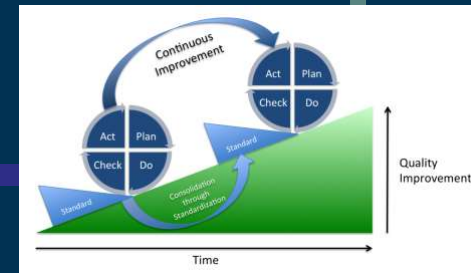 Continuous
Improvement
Act
Plan
Check
Do
Act
Plan
Check
Do
Standard
Standard
Consolidation
through
Standardization
Quality
Improvement
Time